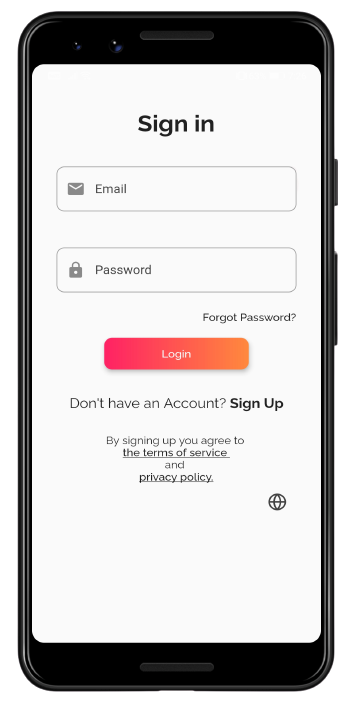 Sign in
Email
Password
Forgot Password?
Login
Don't have an Account? Sign Up
By signing up you agree to
the terms of service
and
privacy policy.